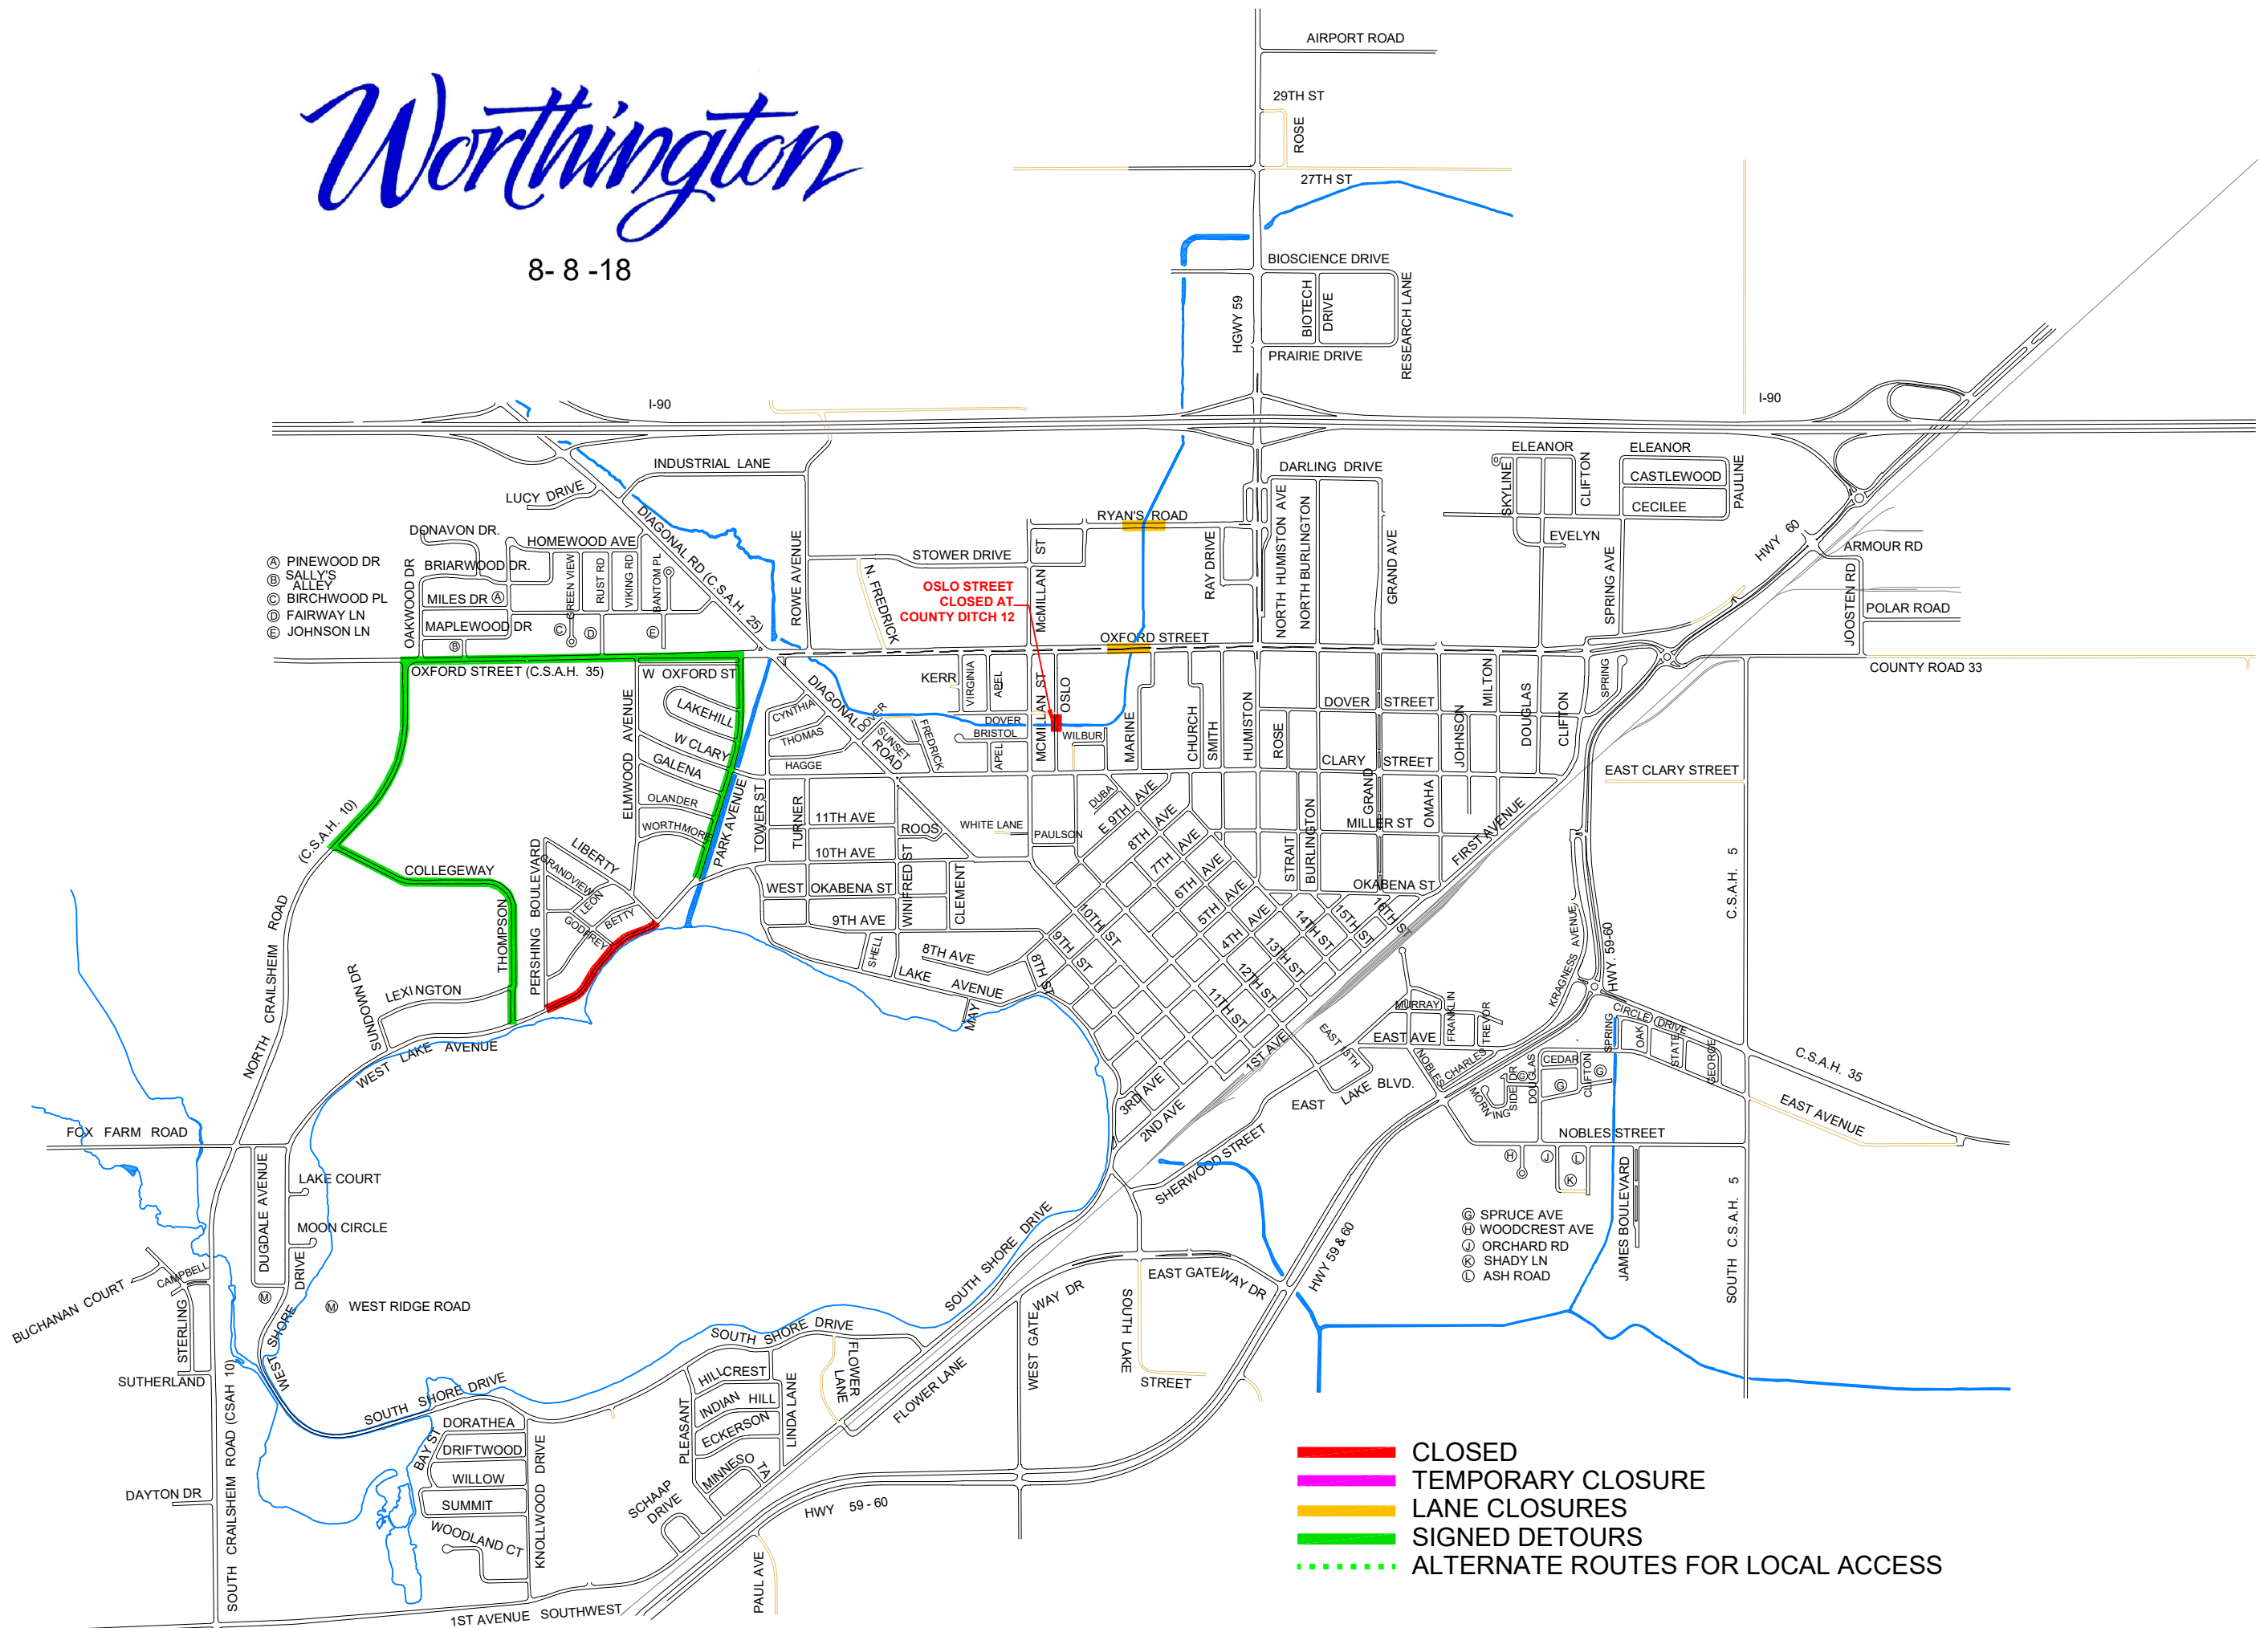 Worthington
8- 8 -18
AIRPORT ROAD
29TH ST
ROSE
27TH ST
BIOSCIENCE DRIVE
HGWY 59
BIOTECH
DRIVE
RESEARCH LANE
PRAIRIE DRIVE
I-90
I-90
INDUSTRIAL LANE
LUCY DRIVE
DIAGONAL RD (C.S.A.H. 25)
DARLING DRIVE
ELEANOR
ELEANOR
SKYLINE
CLIFTON
CASTLEWOOD
CECILEE
PAULINE
EVELYN
SPRING AVE
HWY 60
ARMOUR RD
JOOSTEN RD
POLAR ROAD
COUNTY ROAD 33
DONAVON DR.
HOMEWOOD AVE
BRIARWOOD DR.
OAKWOOD DR
MILES DR A
MAPLEWOOD DR
GREEN VIEW
RUST RD
VIKING RD
BANTOM PL
B
C
D
E
A PINEWOOD DR
B SALLY'S
ALLEY
C BIRCHWOOD PL
D FAIRWAY LN
E JOHNSON LN
ROWE AVENUE
STOWER DRIVE
N. FREDRICK
McMILLAN ST
RYAN'S ROAD
RAY DRIVE
NORTH HUMISTON AVE
NORTH BURLINGTON
GRAND AVE
OSLO STREET
CLOSED AT
COUNTY DITCH 12
OXFORD STREET
OXFORD STREET (C.S.A.H. 35)
W OXFORD ST
LAKEHILL
W CLARY
GALENA
OLANDER
WORTHMORE
ELMWOOD AVENUE
PARK AVENUE
CYNTHIA
THOMAS
HAGGE
DIAGONAL
ROAD
DOVER
SUNSET
FREDRICK
KERR
VIRGINIA
APEL
DOVER
BRISTOL
APEL
MCMILLAN ST
OSLO
WILBUR
MARINE
CHURCH
SMITH
HUMISTON
ROSE
DOVER STREET
CLARY STREET
GRAND
MILTON
JOHNSON
DOUGLAS
CLIFTON
SPRING
OMAHA
MILLER ST
STRAIT
BURLINGTON
OKABENA ST
FIRST AVENUE
EAST CLARY STREET
C.S.A.H. 5
TOWER ST
TURNER
11TH AVE
10TH AVE
WEST OKABENA ST
9TH AVE
ROOS
WINIFRED ST
CLEMENT
WHITE LANE
PAULSON
DUBA
E 9TH AVE
8TH AVE
7TH AVE
6TH AVE
5TH AVE
4TH AVE
10TH ST
9TH ST
8TH ST
16TH ST
15TH ST
14TH ST
13TH ST
12TH ST
11TH ST
1ST AVE
2ND AVE
3RD AVE
SHELL
8TH AVE
LAKE AVENUE
MAY
(C.S.A.H. 10)
NORTH CRAILSHEIM ROAD
COLLEGEWAY
THOMPSON
PERSHING BOULEVARD
LIBERTY
GRANDVIEW
LEON
BETTY
GODFREY
LEXINGTON
SUNDOWN DR
WEST LAKE AVENUE
FOX FARM ROAD
DUGDALE AVENUE
LAKE COURT
MOON CIRCLE
WEST SHORE DRIVE
M
M WEST RIDGE ROAD
BUCHANAN COURT
CAMPBELL
STERLING
SUTHERLAND
DAYTON DR
SOUTH CRAILSHEIM ROAD (CSAH 10)
SOUTH SHORE DRIVE
BAY ST
DORATHEA
DRIFTWOOD
WILLOW
SUMMIT
WOODLAND CT
KNOLLWOOD DRIVE
1ST AVENUE SOUTHWEST
SOUTH SHORE DRIVE
PLEASANT
HILLCREST
INDIAN HILL
ECKERSON
MINNESOTA
LINDA LANE
SCHAAP
DRIVE
FLOWER
LANE
FLOWER LANE
SOUTH SHORE DRIVE
PAUL AVE
HWY 59 - 60
WEST GATE WAY DR
EAST GATEWAY DR
SOUTH LAKE
STREET
SHERWOOD STREET
HWY 59 & 60
EAST LAKE BLVD.
EAST AVE
MURRAY
FRANKLIN
TREVOR
NOBLES
CHARLES
KRAGNESS AVENUE
HWY. 59-60
CIRCLE DRIVE
SPRING
OAK
STATE
GEORGE
CEDAR
DOUGLAS
CLIFTON
MORNING
SIDE DR
G
G
G
NOBLES STREET
C.S.A.H. 35
EAST AVENUE
H
J
L
K
JAMES BOULEVARD
SOUTH C.S.A.H. 5
G SPRUCE AVE
H WOODCREST AVE
J ORCHARD RD
K SHADY LN
L ASH ROAD
CLOSED
TEMPORARY CLOSURE
LANE CLOSURES
SIGNED DETOURS
ALTERNATE ROUTES FOR LOCAL ACCESS